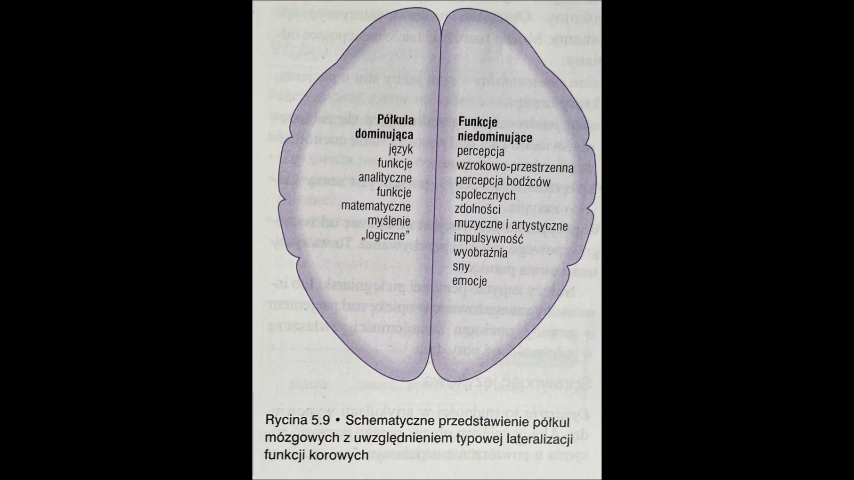 Półkula
dominująca
język
funkcje
analityczne
funkcje
matematyczne
myślenie
„logiczne”
Funkcje
niedominujące
percepcja
wzrokowo-przestrzenna
percepcja bodźców
społecznych
zdolności
muzyczne i artystyczne
impulsywność
wyobraźnia
sny
emocje
Rycina 5.9 • Schematyczne przedstawienie półkul
mózgowych z uwzględnieniem typowej lateralizacji
funkcji korowych